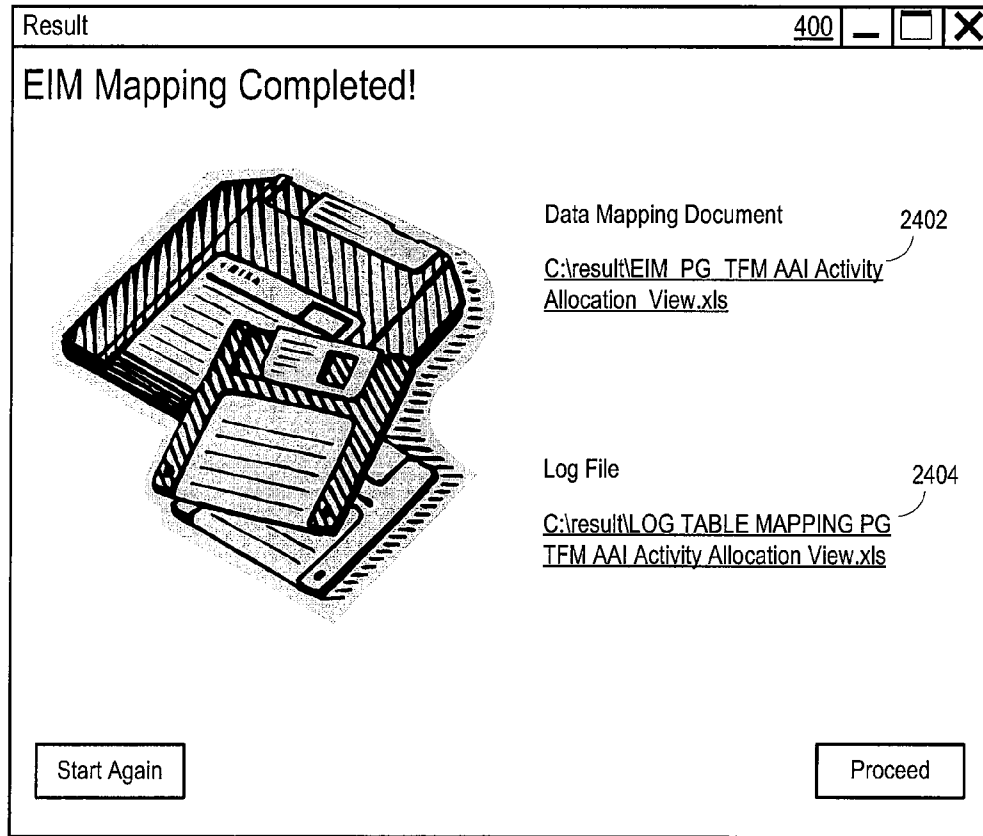 Result 400
EIM Mapping Completed!
Data Mapping Document
2402
C:\result\EIM PG TFM AAI Activity
Allocation View.xls
Log File
2404
C:\result\LOG TABLE MAPPING PG
TFM AAI Activity Allocation View.xls
Start Again
Proceed